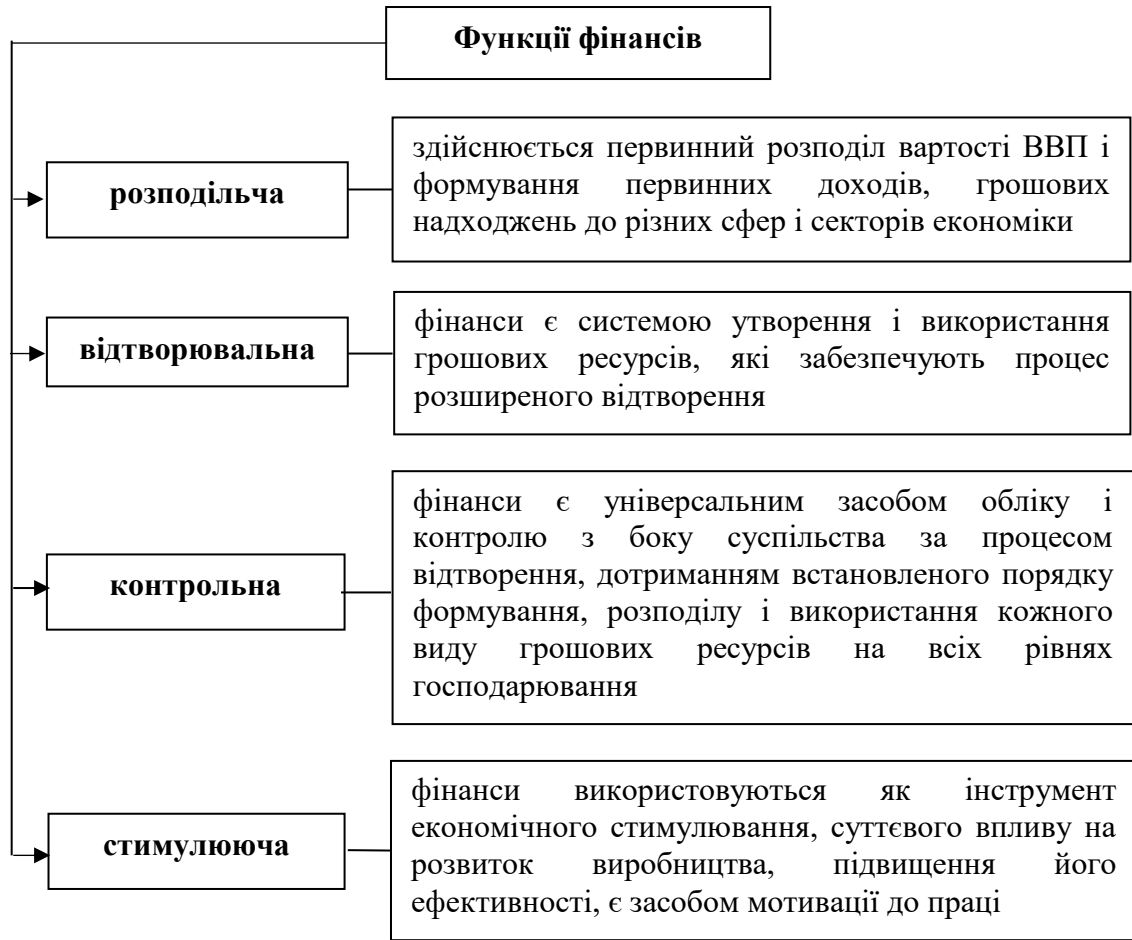 Функції фінансів
розподільча
здійснюється первинний розподіл вартості ВВП і
формування первинних доходів, грошових
надходжень до різних сфер і секторів економіки
відтворювальна
фінанси є системою утворення і використання
грошових ресурсів, які забезпечують процес
розширеного відтворення
контрольна
фінанси є універсальним засобом обліку і
контролю з боку суспільства за процесом
відтворення, дотриманням встановленого порядку
формування, розподілу і використання кожного
виду грошових ресурсів на всіх рівнях
господарювання
стимулююча
фінанси використовуються як інструмент
економічного стимулювання, суттєвого впливу на
розвиток виробництва, підвищення його
ефективності, є засобом мотивації до праці